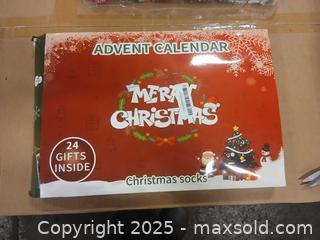 ADVENT CALENDAR
MERRY
CHRISTMAS
24
GIFTS
INSIDE
Christmas socks
Copyright © 2025 - maxsold.com